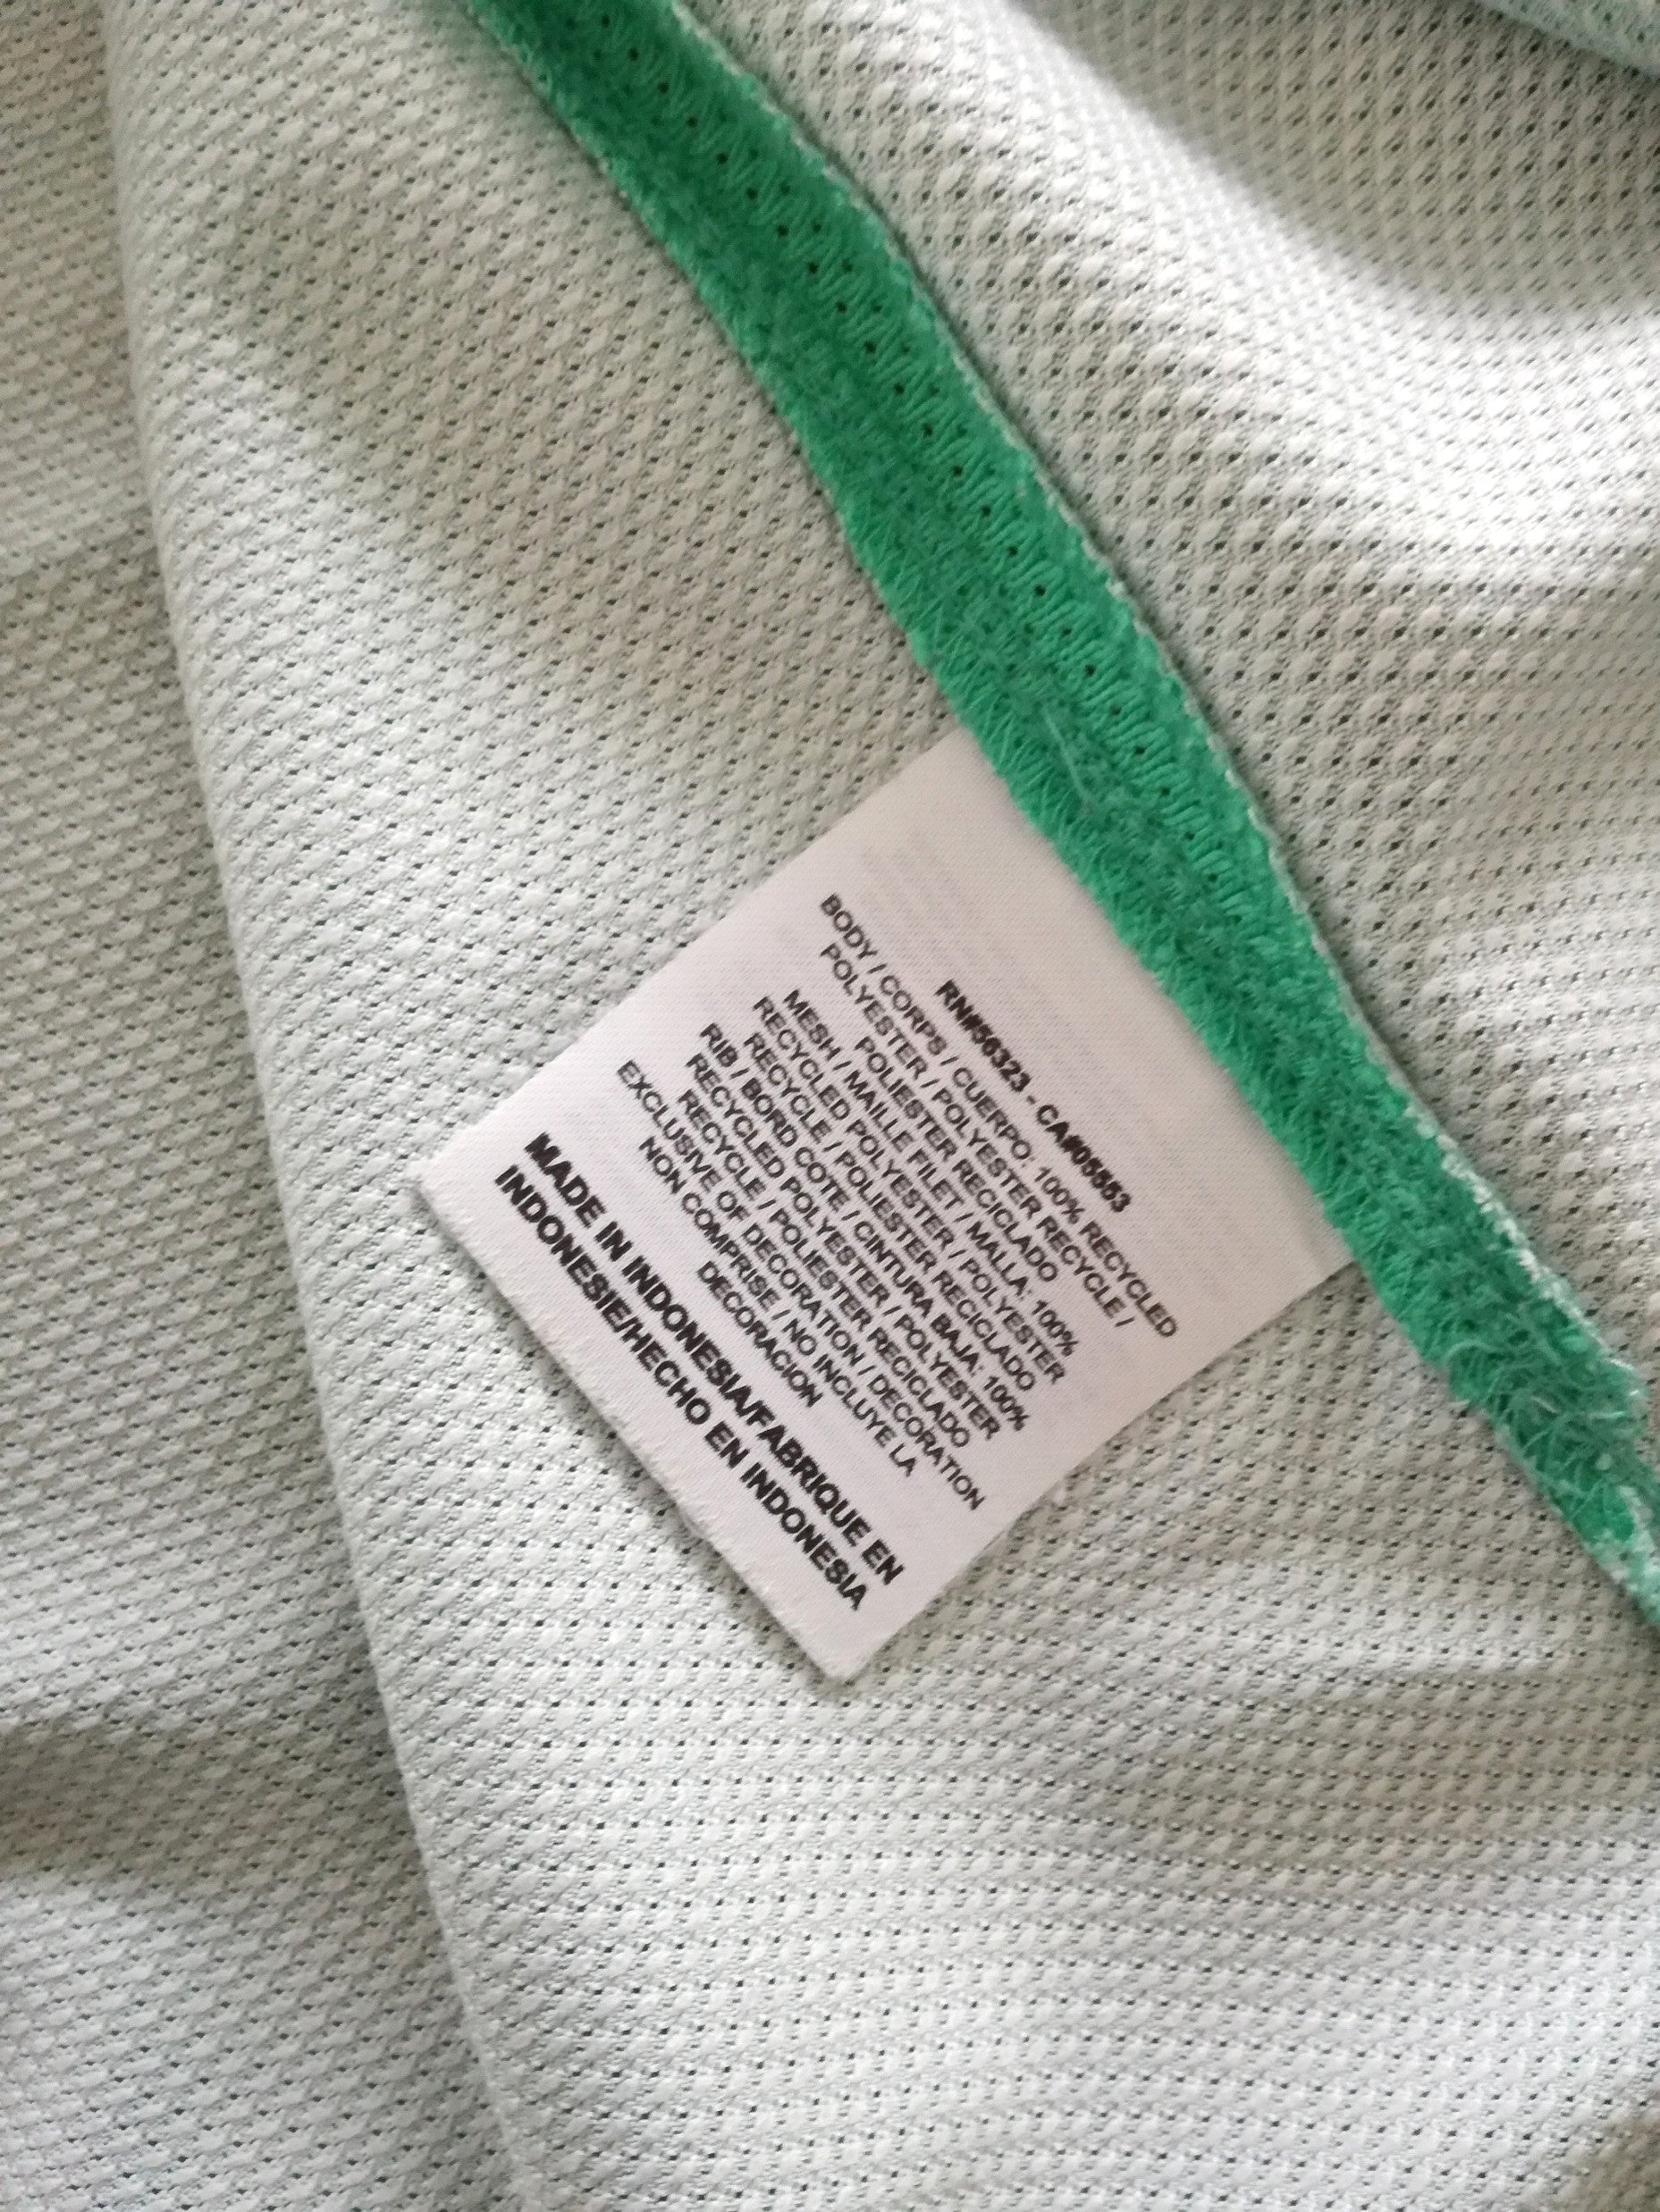 RN#56323 - CA#05553
BODY / CORPS / CUERPO: 100% RECYCLED
POLYESTER / POLYESTER RECYCLE /
POLIESTER RECICLADO
MESH / MAILLE FILET / MALLA: 100%
RECYCLED POLYESTER / POLYESTER
RECYCLE / POLIESTER RECICLADO
RIB / BORD COTE / CINTURA BAJA: 100%
RECYCLED POLYESTER / POLYESTER
RECYCLE / POLIESTER RECICLADO
EXCLUSIVE OF DECORATION / DECORATION
NON COMPRISE / NO INCLUYE LA
DECORACION
MADE IN INDONESIA/FABRIQUE EN
INDONESIE/HECHO EN INDONESIA